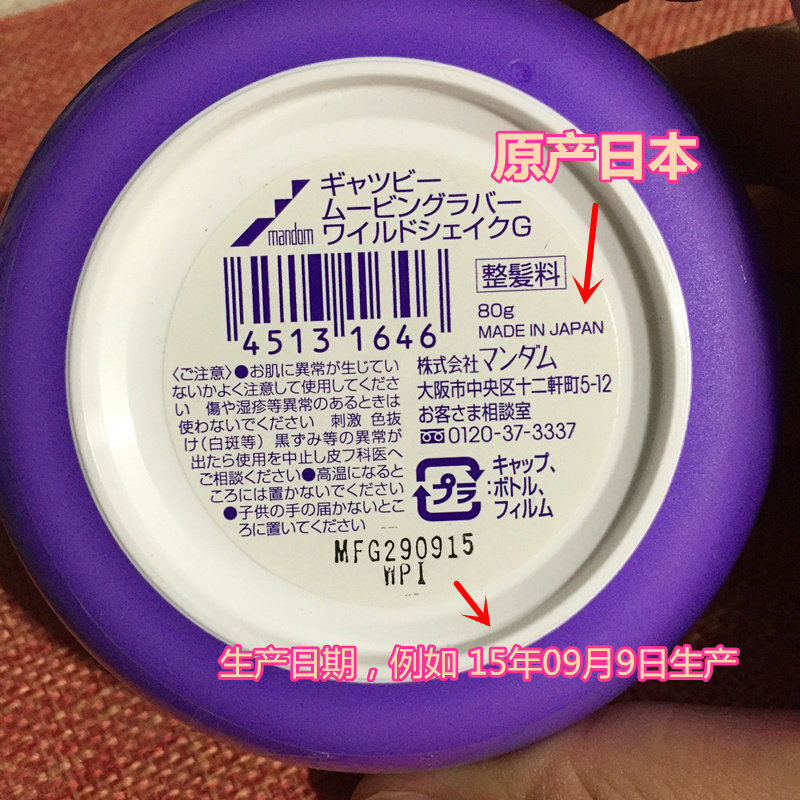 原产日本
mandom
ギャツビー
ムービングラバー
ワイルドシェイクG
整髪料
4513 1646
80g
MADE IN JAPAN
〈ご注意〉●お肌に異常が生じてい
ないかよく注意して使用してくださ
い 傷や湿疹等異常のあるときは
使わないでください 刺激 色抜
け(白斑等) 黒ずみ等の異常が
出たら使用を中止し皮フ科医へ
ご相談ください●高温になると
ころには置かないでください
●子供の手の届かないとこ
ろに置いてください
株式会社マンダム
大阪市中央区十二軒町5-12
お客さま相談室
0120-37-3337
プラ
キャップ、
:ボトル、
フィルム
MFG290915
WPI
生产日期，例如 15年09月9日生产